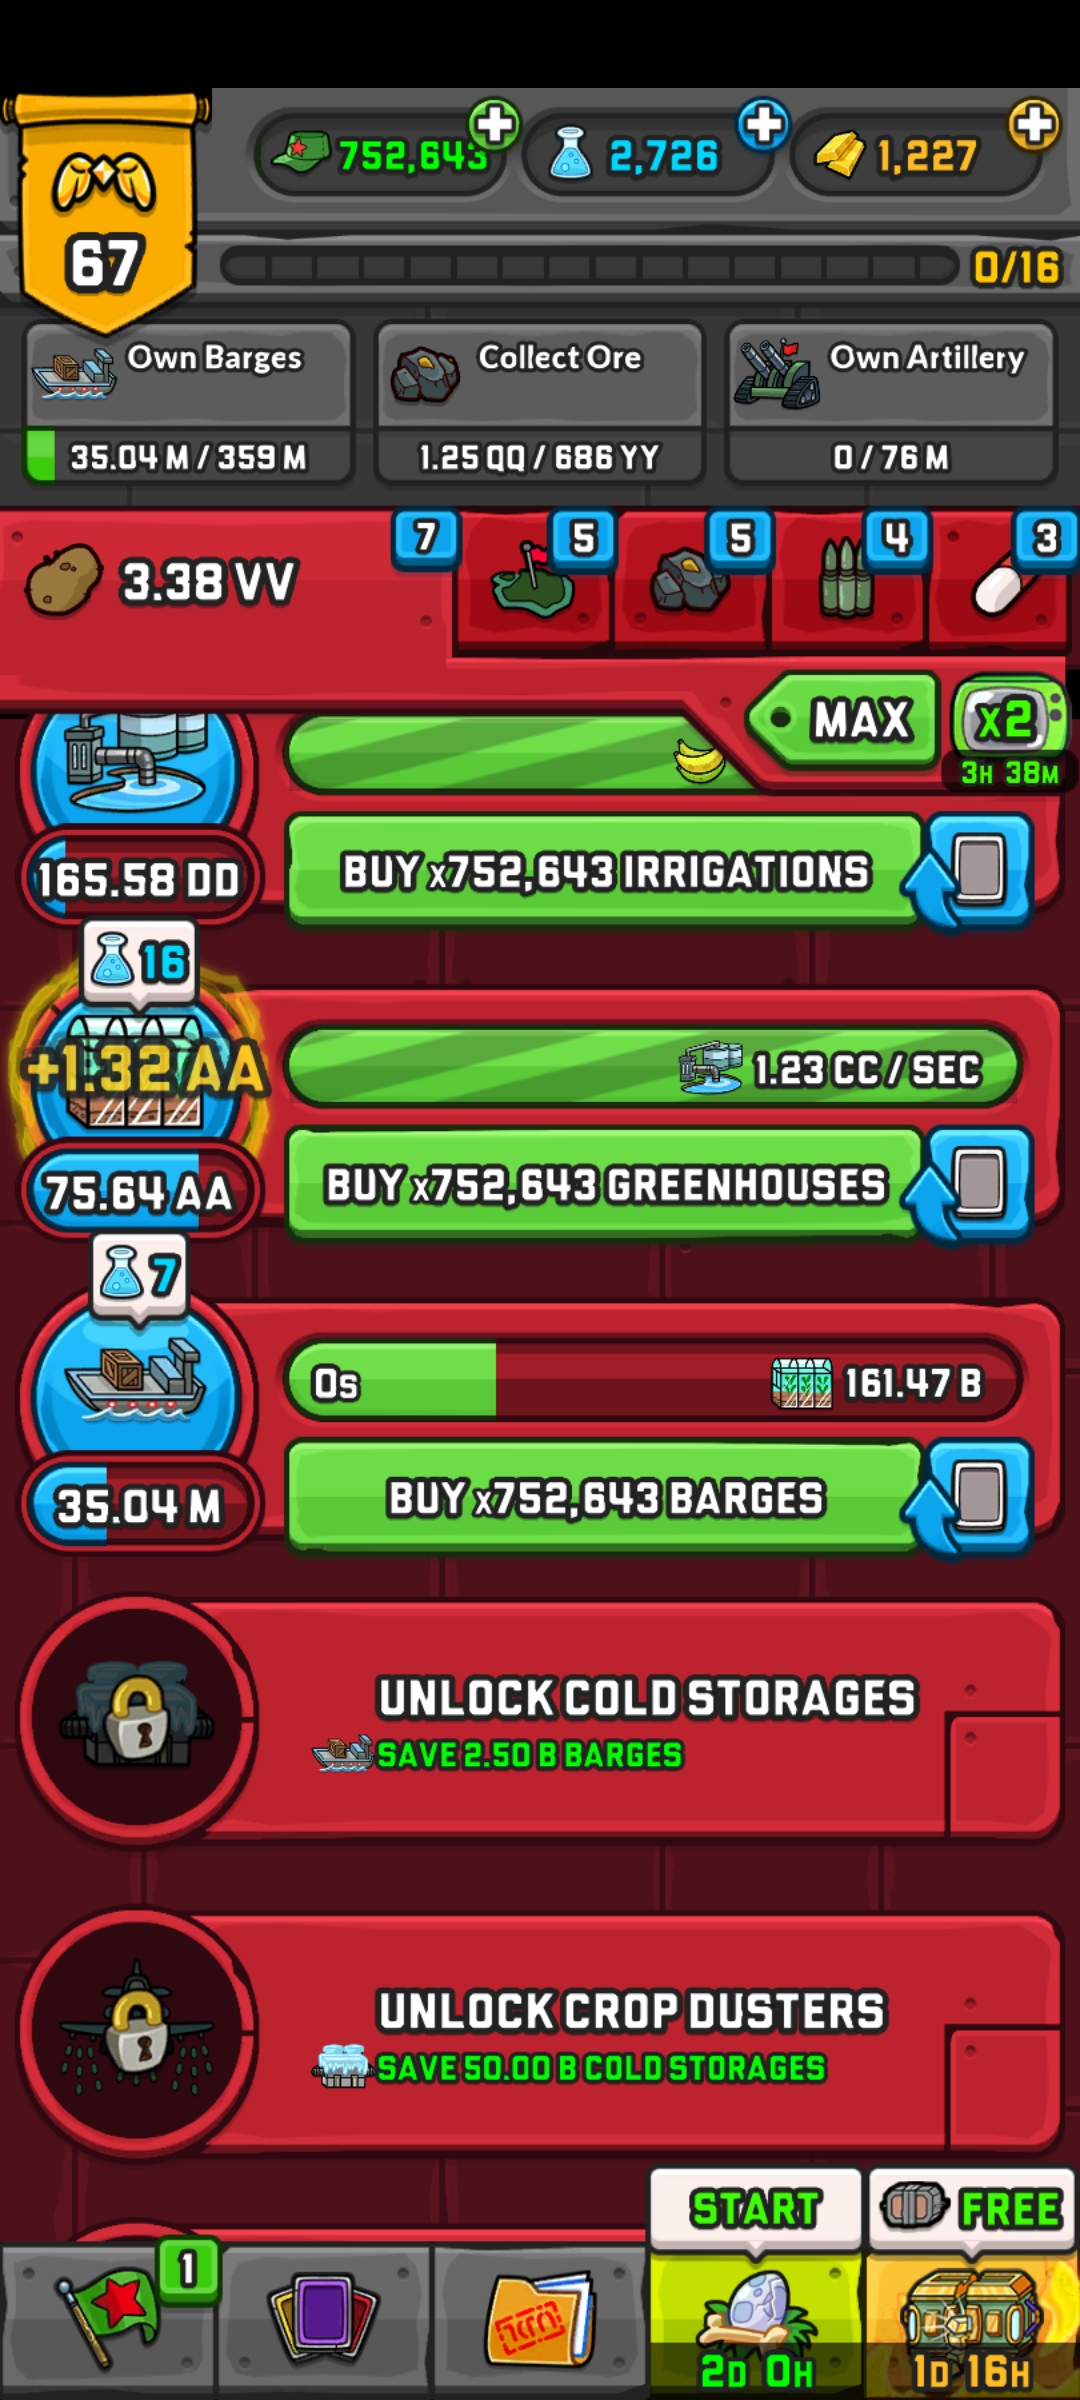 752,643
2,726
1,227
67
0/16
Own Barges
35.04 M / 359 M
Collect Ore
1.25 QQ / 686 YY
Own Artillery
0 / 76 M
3.38 VV
7
5
5
4
3
MAX
x2
3H 38M
165.58 DD
BUY x752,643 IRRIGATIONS
16
+1.32 AA
1.23 CC / SEC
75.64 AA
BUY x752,643 GREENHOUSES
7
0s
161.47 B
35.04 M
BUY x752,643 BARGES
UNLOCK COLD STORAGES
SAVE 2.50 B BARGES
UNLOCK CROP DUSTERS
SAVE 50.00 B COLD STORAGES
START
FREE
1
2D 0H
1D 16H